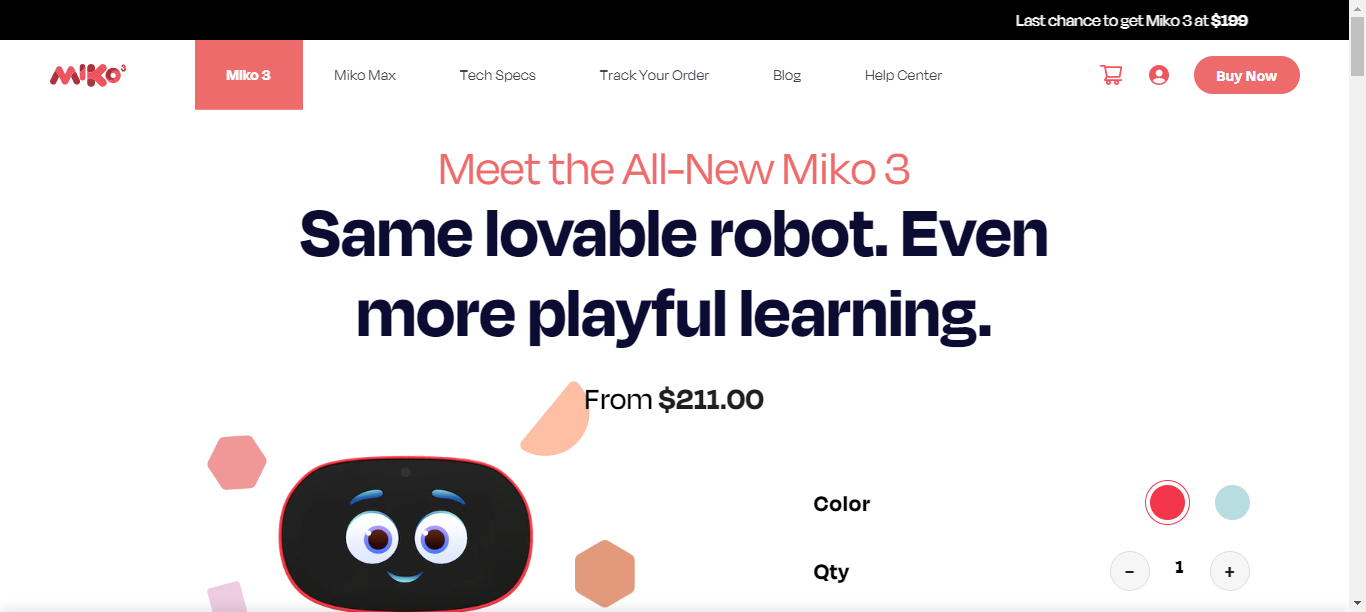 Last chance to get Miko 3 at $199
MIKO3
Miko 3
Miko Max
Tech Specs
Track Your Order
Blog
Help Center
Buy Now
Meet the All-New Miko 3
Same lovable robot. Even
more playful learning.
From $211.00
Color
Qty
- 1 +